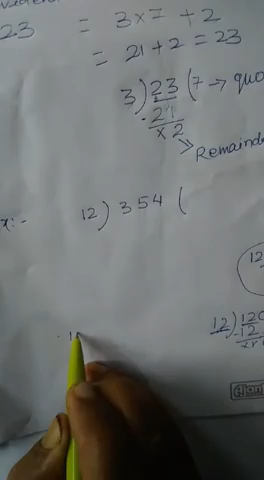 23 = 3 x 7 + 2
= 21 + 2 = 23
3 ) 23 ( 7 → quo
- 21
x 2
Remaind
x:- 12 ) 354 (
12
12 ) 120
- 12